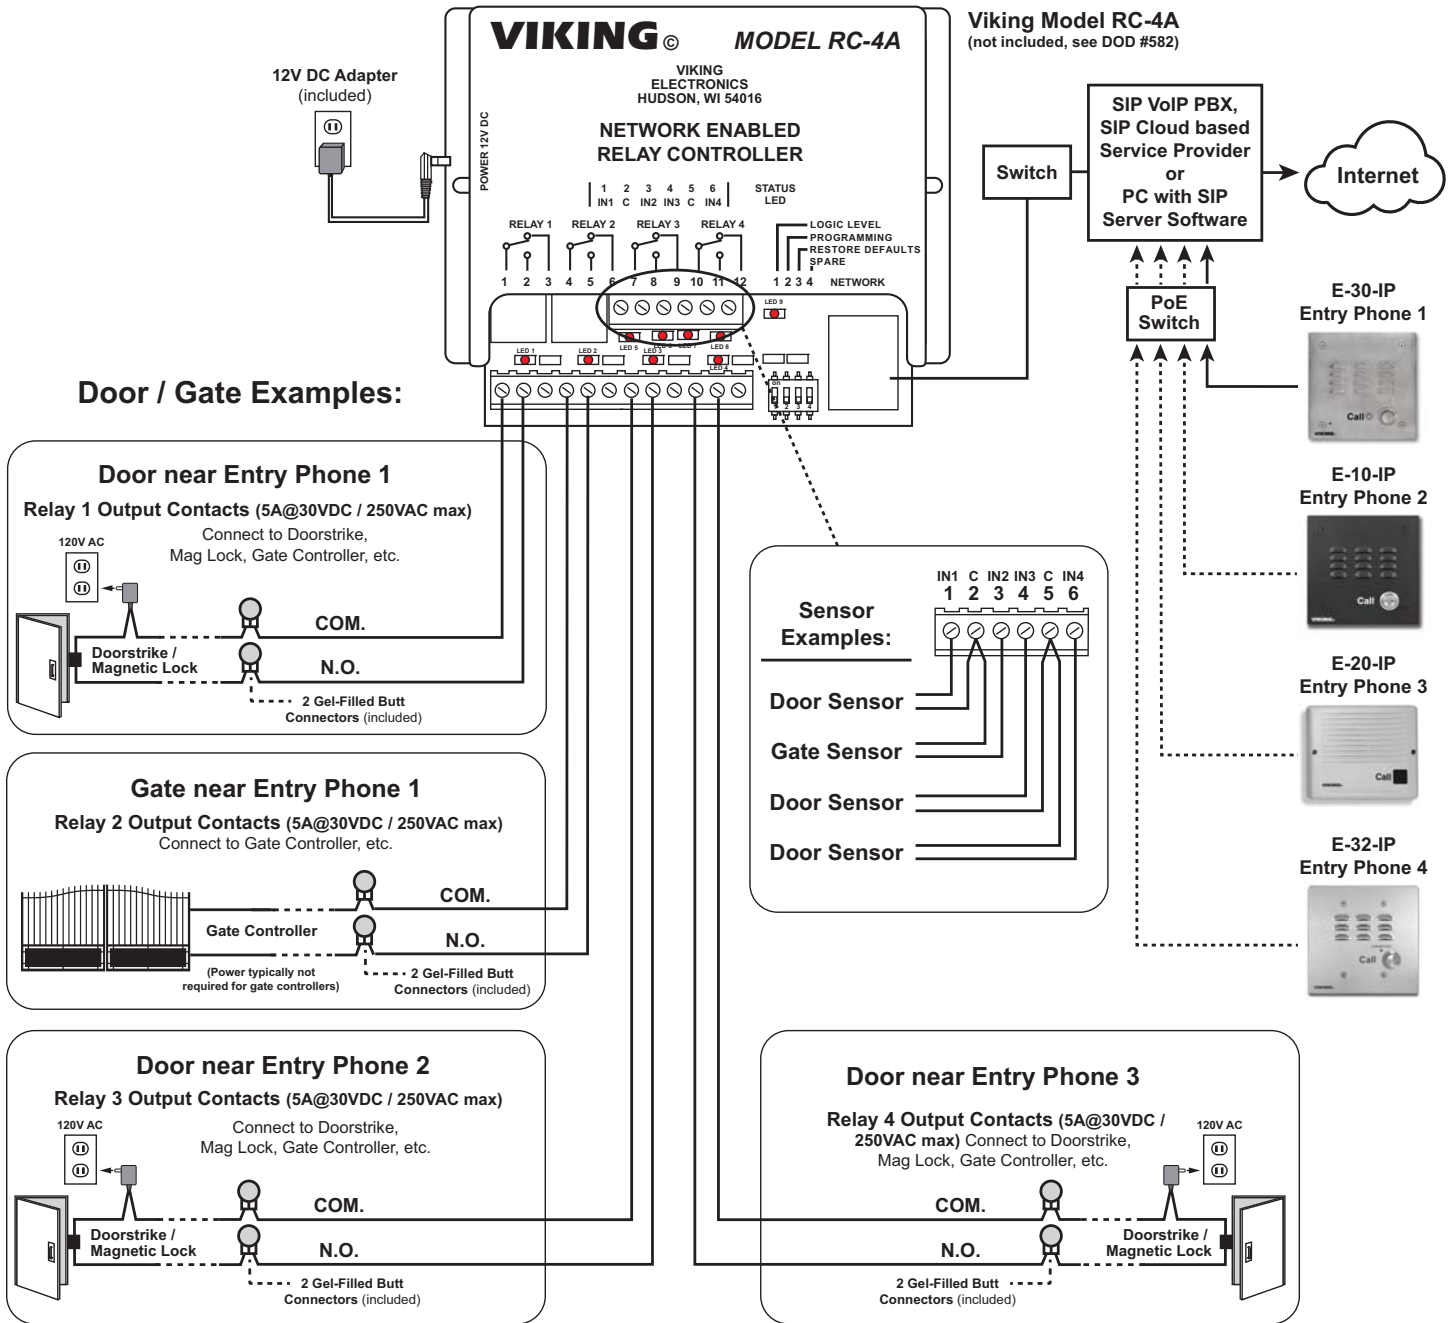 VIKING©
MODEL RC-4A
VIKING
ELECTRONICS
HUDSON, WI 54016
NETWORK ENABLED
RELAY CONTROLLER
POWER 12V DC
1 2 3 4 5 6
IN1 C IN2 IN3 C IN4
STATUS
LED
RELAY 1 RELAY 2 RELAY 3 RELAY 4
LOGIC LEVEL
PROGRAMMING
RESTORE DEFAULTS
SPARE
1 2 3 4 5 6 7 8 9 10 11 12
1 2 3 4
NETWORK
LED 9
LED 5
LED 8
LED 1
LED 2
LED 3
LED 4
on
1 2 3 4
12V DC Adapter
(included)
Viking Model RC-4A
(not included, see DOD #582)
Switch
SIP VoIP PBX,
SIP Cloud based
Service Provider
or
PC with SIP
Server Software
Internet
PoE
Switch
E-30-IP
Entry Phone 1
Call
VIKING
E-10-IP
Entry Phone 2
Call
VIKING
E-20-IP
Entry Phone 3
Call
VIKING
E-32-IP
Entry Phone 4
Call
VIKING
Door / Gate Examples:
Door near Entry Phone 1
Relay 1 Output Contacts (5A@30VDC / 250VAC max)
Connect to Doorstrike,
Mag Lock, Gate Controller, etc.
120V AC
COM.
Doorstrike /
Magnetic Lock
N.O.
2 Gel-Filled Butt
Connectors (included)
Gate near Entry Phone 1
Relay 2 Output Contacts (5A@30VDC / 250VAC max)
Connect to Gate Controller, etc.
COM.
Gate Controller
N.O.
(Power typically not
required for gate controllers)
2 Gel-Filled Butt
Connectors (included)
Door near Entry Phone 2
Relay 3 Output Contacts (5A@30VDC / 250VAC max)
Connect to Doorstrike,
Mag Lock, Gate Controller, etc.
120V AC
COM.
Doorstrike /
Magnetic Lock
N.O.
2 Gel-Filled Butt
Connectors (included)
Sensor
Examples:
IN1 C IN2 IN3 C IN4
1 2 3 4 5 6
Door Sensor
Gate Sensor
Door Sensor
Door Sensor
Door near Entry Phone 3
Relay 4 Output Contacts (5A@30VDC /
250VAC max) Connect to Doorstrike,
Mag Lock, Gate Controller, etc.
120V AC
COM.
Doorstrike /
Magnetic Lock
N.O.
2 Gel-Filled Butt
Connectors (included)